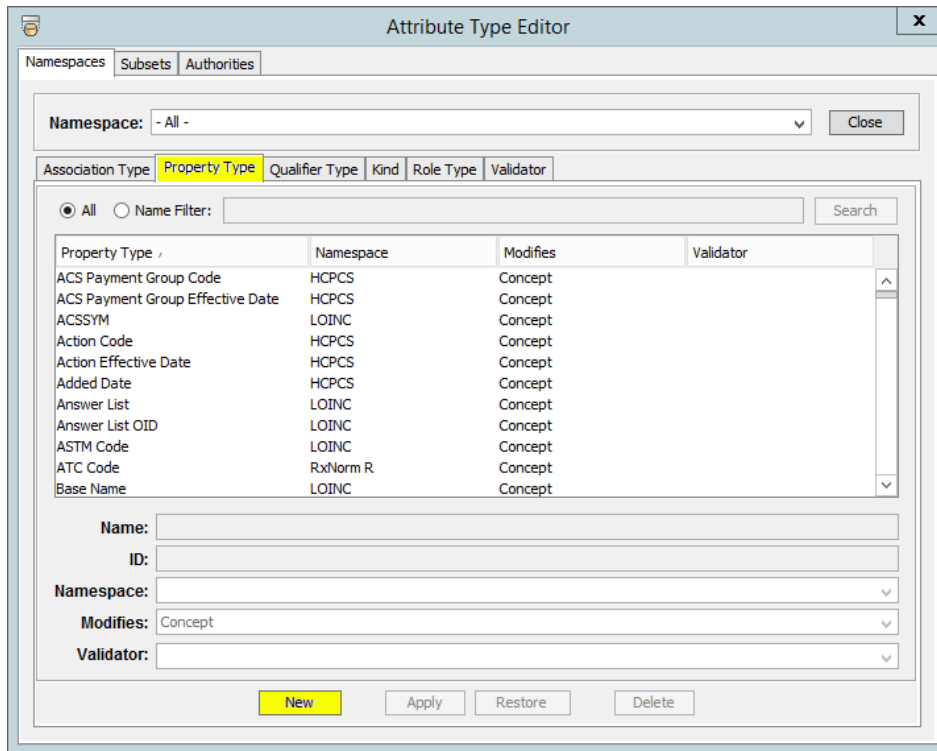 Attribute Type Editor x
Namespaces Subsets Authorities
Namespace: - All - Close
Association Type Property Type Qualifier Type Kind Role Type Validator
All Name Filter: Search
Property Type Namespace Modifies Validator
ACS Payment Group Code HCPCS Concept
ACS Payment Group Effective Date HCPCS Concept
ACSSYM LOINC Concept
Action Code HCPCS Concept
Action Effective Date HCPCS Concept
Added Date HCPCS Concept
Answer List LOINC Concept
Answer List OID LOINC Concept
ASTM Code LOINC Concept
ATC Code RxNorm R Concept
Base Name LOINC Concept
Name:
ID:
Namespace:
Modifies: Concept
Validator:
New Apply Restore Delete